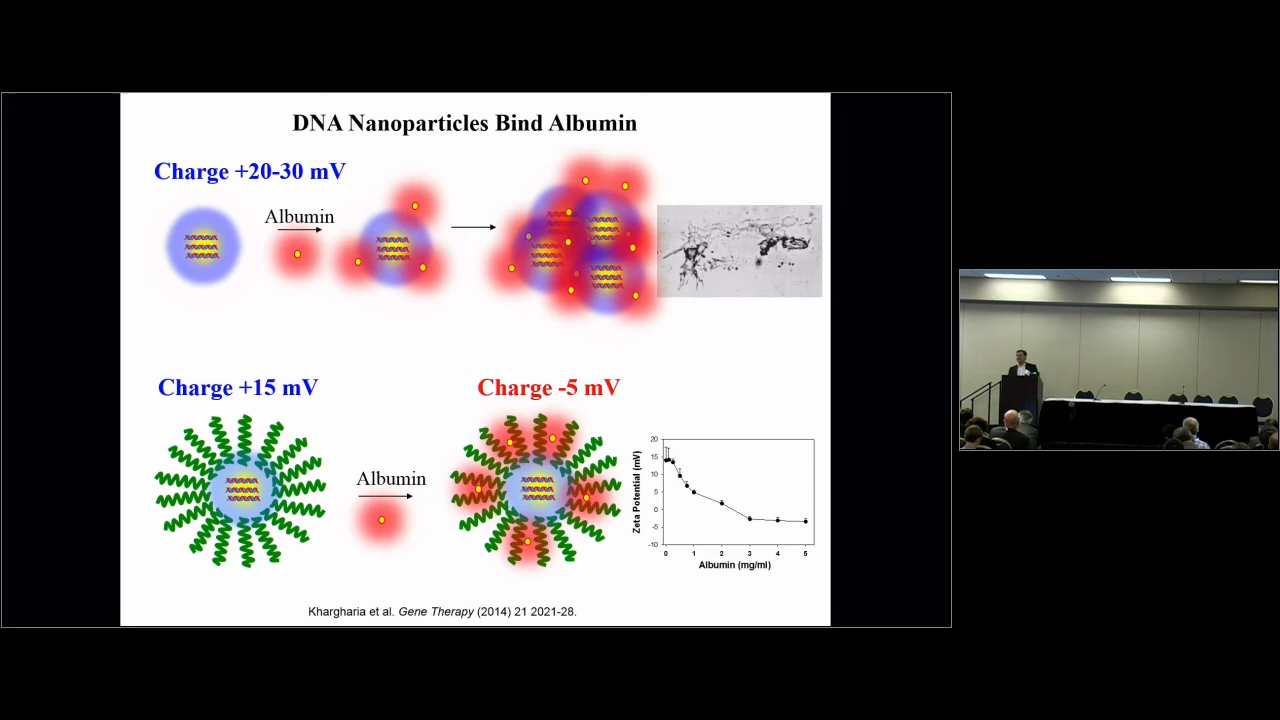 DNA Nanoparticles Bind Albumin
Charge +20-30 mV
Albumin
Charge +15 mV
Charge -5 mV
Albumin
20
15
10
5
0
-5
-10
Zeta Potential (mV)
0 1 2 3 4 5
Albumin (mg/ml)
Khargharia et al. Gene Therapy (2014) 21 2021-28.